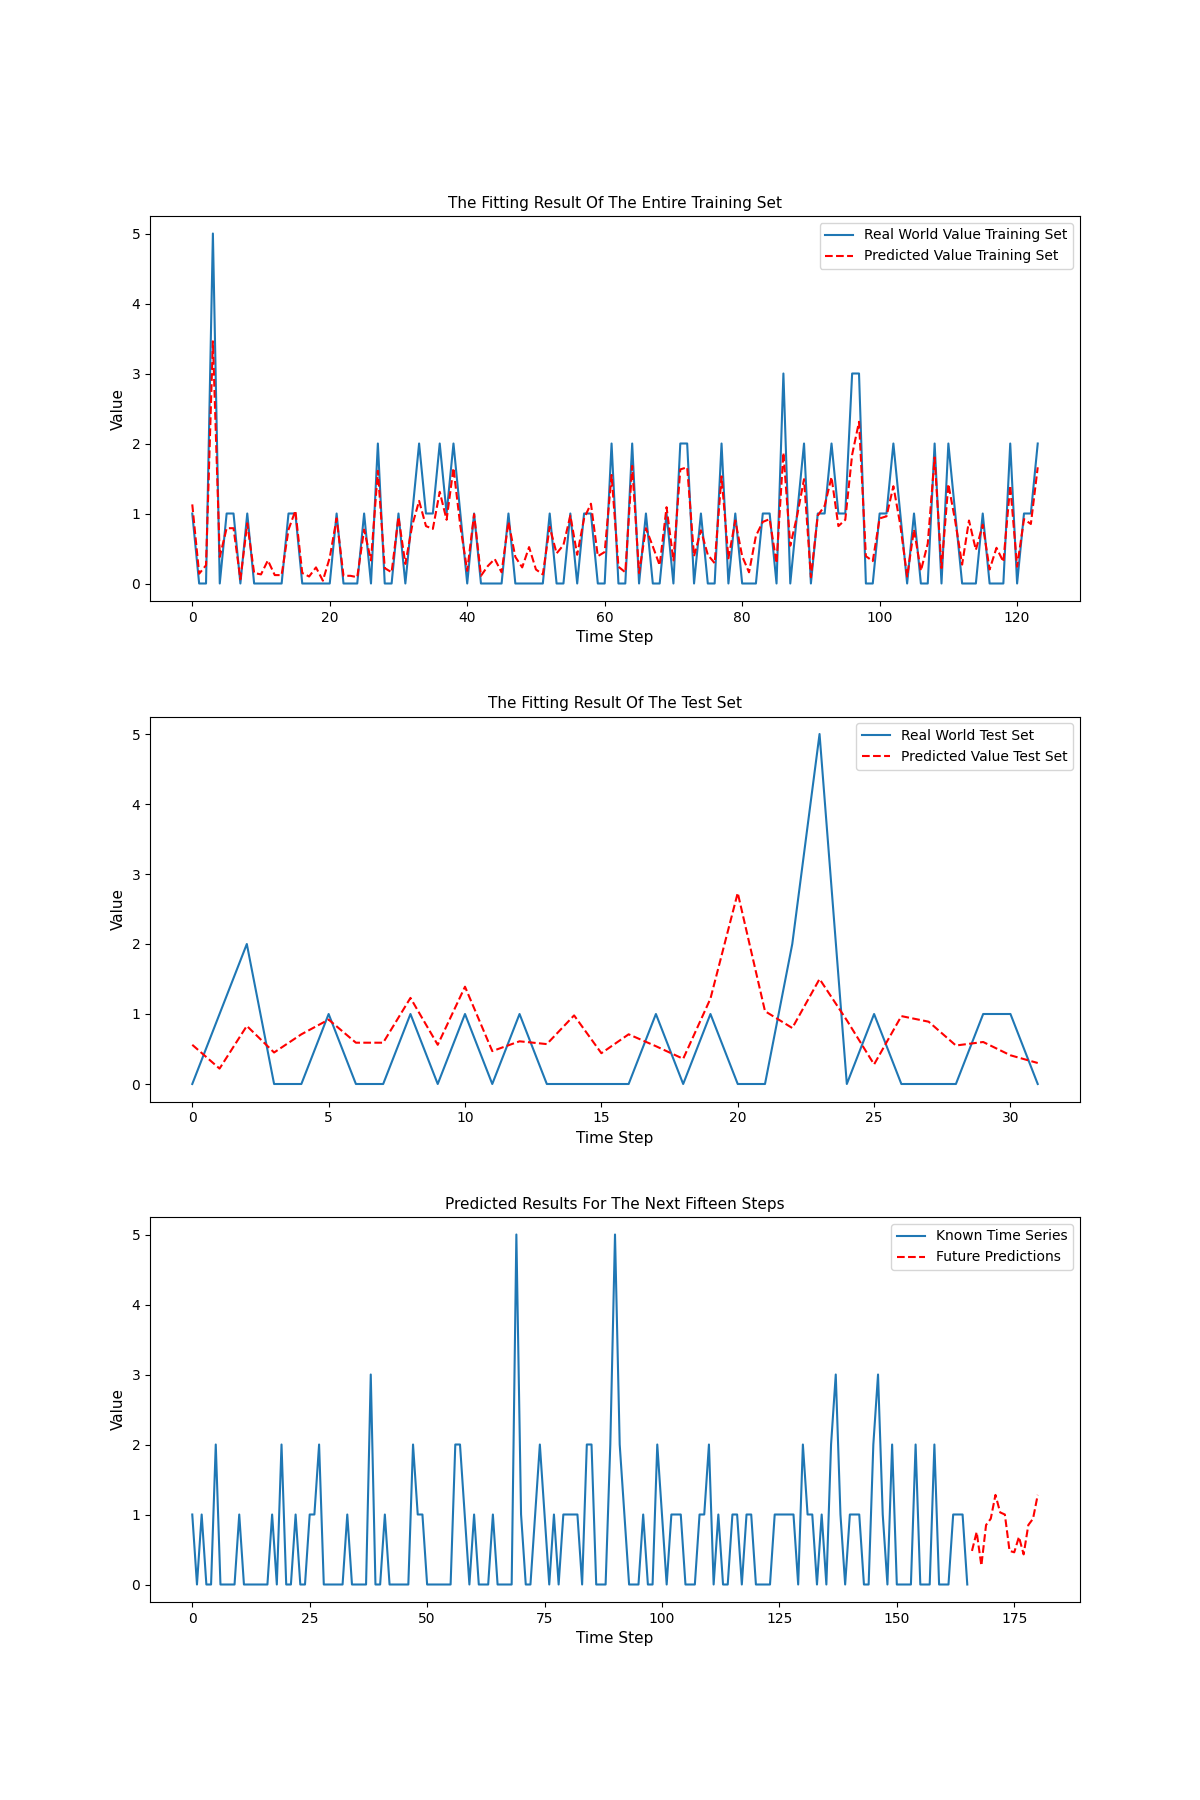 The Fitting Result Of The Entire Training Set
Real World Value Training Set
Predicted Value Training Set
5
4
3
2
1
0
Value
0 20 40 60 80 100 120
Time Step
The Fitting Result Of The Test Set
Real World Test Set
Predicted Value Test Set
5
4
3
2
1
0
Value
0 5 10 15 20 25 30
Time Step
Predicted Results For The Next Fifteen Steps
Known Time Series
Future Predictions
5
4
3
2
1
0
Value
0 25 50 75 100 125 150 175
Time Step